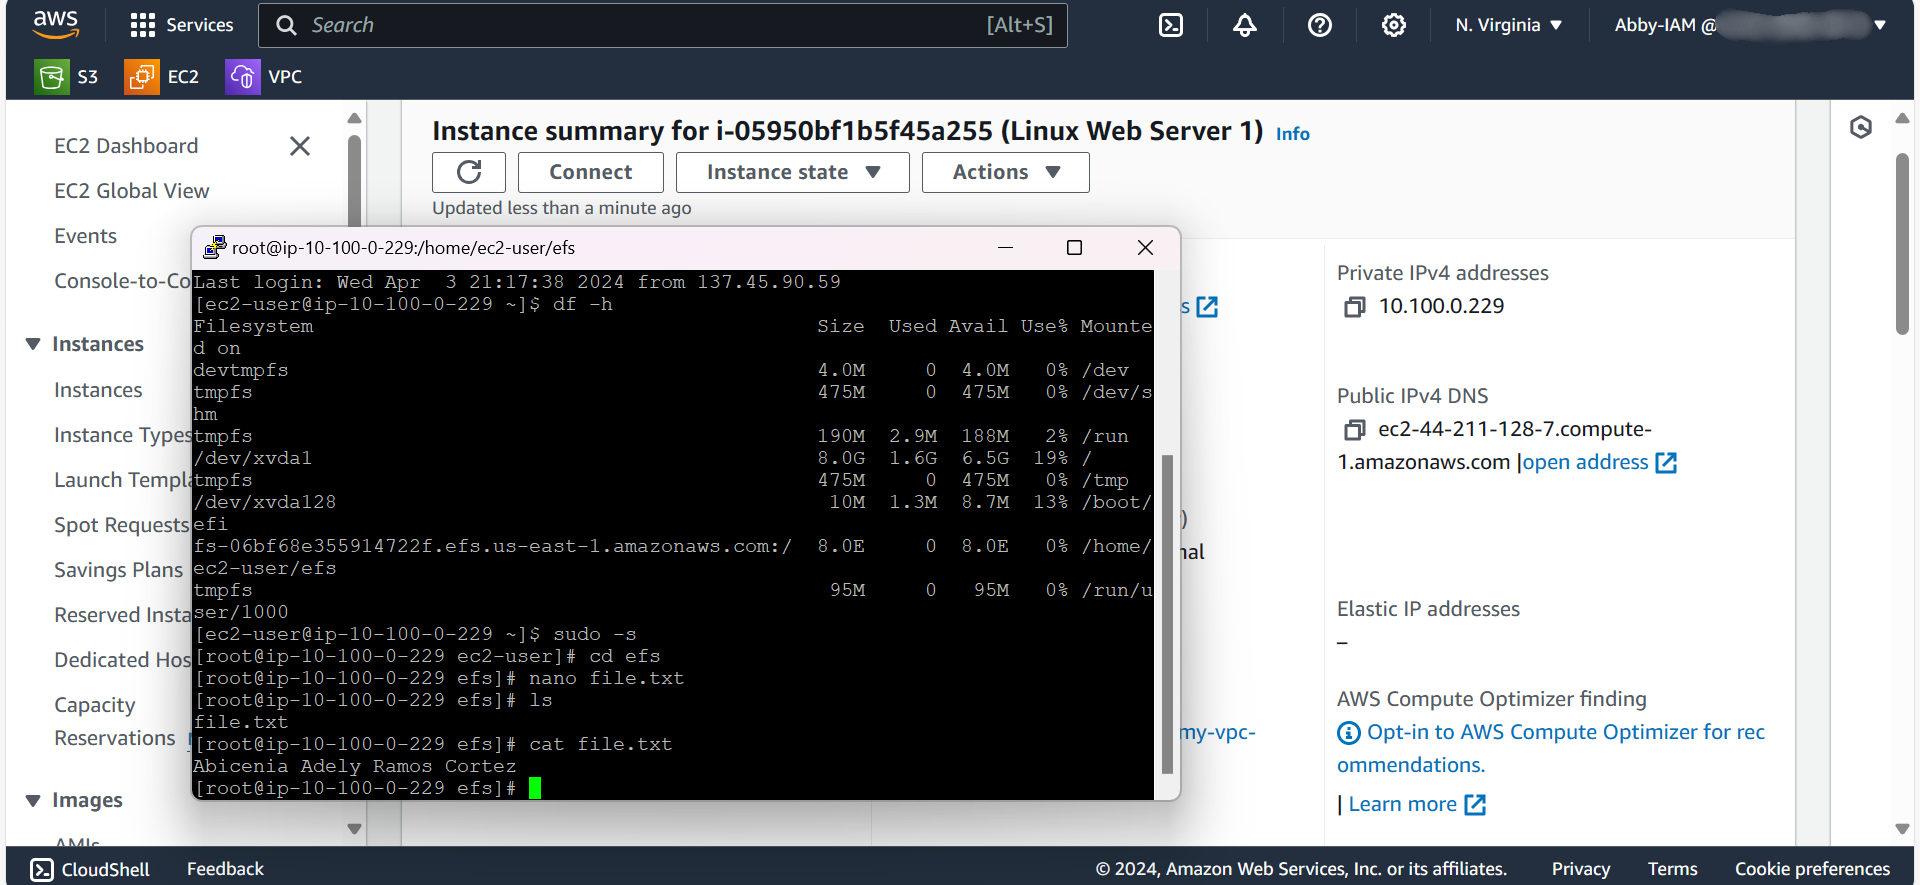 aws
Services
Search
[Alt+S]
N. Virginia
Abby-IAM @
S3
EC2
VPC
EC2 Dashboard
EC2 Global View
Events
Console-to-Co
Instances
Instances
Instance Types
Launch Templa
Spot Requests
Savings Plans
Reserved Insta
Dedicated Hos
Capacity
Reservations
Images
AMIs
Instance summary for i-05950bf1b5f45a255 (Linux Web Server 1) Info
Connect
Instance state
Actions
Updated less than a minute ago
root@ip-10-100-0-229:/home/ec2-user/efs
Last login: Wed Apr  3 21:17:38 2024 from 137.45.90.59
[ec2-user@ip-10-100-0-229 ~]$ df -h
Filesystem Size Used Avail Use% Mounte
d on
devtmpfs 4.0M 0 4.0M 0% /dev
tmpfs 475M 0 475M 0% /dev/s
hm
tmpfs 190M 2.9M 188M 2% /run
/dev/xvda1 8.0G 1.6G 6.5G 19% /
tmpfs 475M 0 475M 0% /tmp
/dev/xvda128 10M 1.3M 8.7M 13% /boot/
efi
fs-06bf68e355914722f.efs.us-east-1.amazonaws.com:/ 8.0E 0 8.0E 0% /home/
ec2-user/efs
tmpfs 95M 0 95M 0% /run/u
ser/1000
[ec2-user@ip-10-100-0-229 ~]$ sudo -s
[root@ip-10-100-0-229 ec2-user]# cd efs
[root@ip-10-100-0-229 efs]# nano file.txt
[root@ip-10-100-0-229 efs]# ls
file.txt
[root@ip-10-100-0-229 efs]# cat file.txt
Abicenia Adely Ramos Cortez
[root@ip-10-100-0-229 efs]#
s
)
nal
my-vpc-
Private IPv4 addresses
10.100.0.229
Public IPv4 DNS
ec2-44-211-128-7.compute-
1.amazonaws.com |open address
Elastic IP addresses
–
AWS Compute Optimizer finding
Opt-in to AWS Compute Optimizer for rec
ommendations.
| Learn more
CloudShell
Feedback
© 2024, Amazon Web Services, Inc. or its affiliates.
Privacy
Terms
Cookie preferences